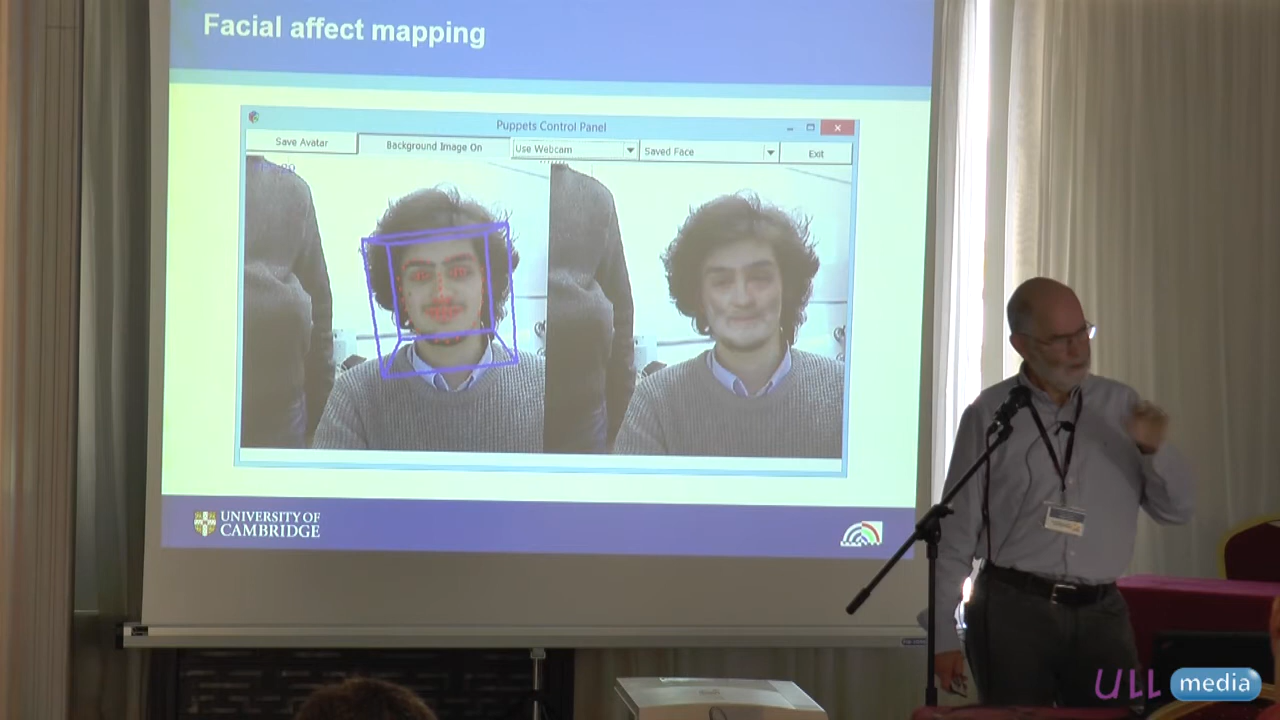 Facial affect mapping
Puppets Control Panel
Save Avatar
Background Image On
Use Webcam
Saved Face
Exit
UNIVERSITY OF
CAMBRIDGE
ULL media